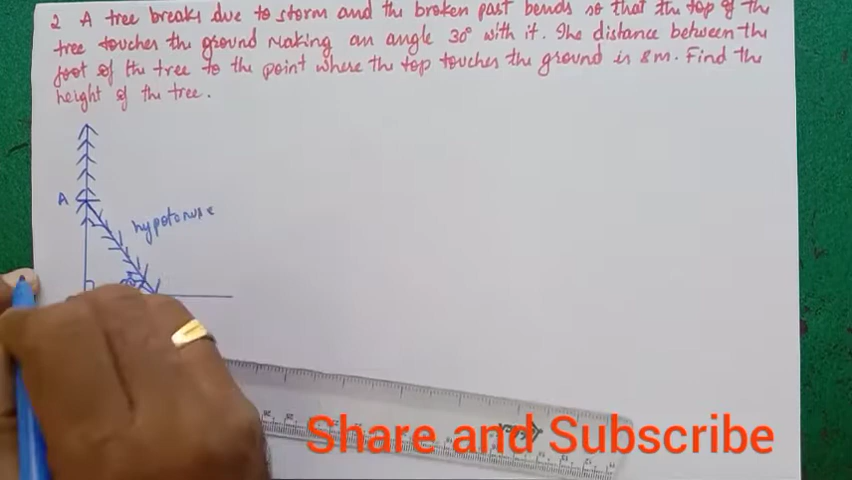 2 A tree breaks due to storm and the broken part bends so that the top of the
tree touches the ground making an angle 30° with it. The distance between the
foot of the tree to the point where the top touches the ground is 8m. Find the
height of the tree.
A
hypotenuse
Share and Subscribe